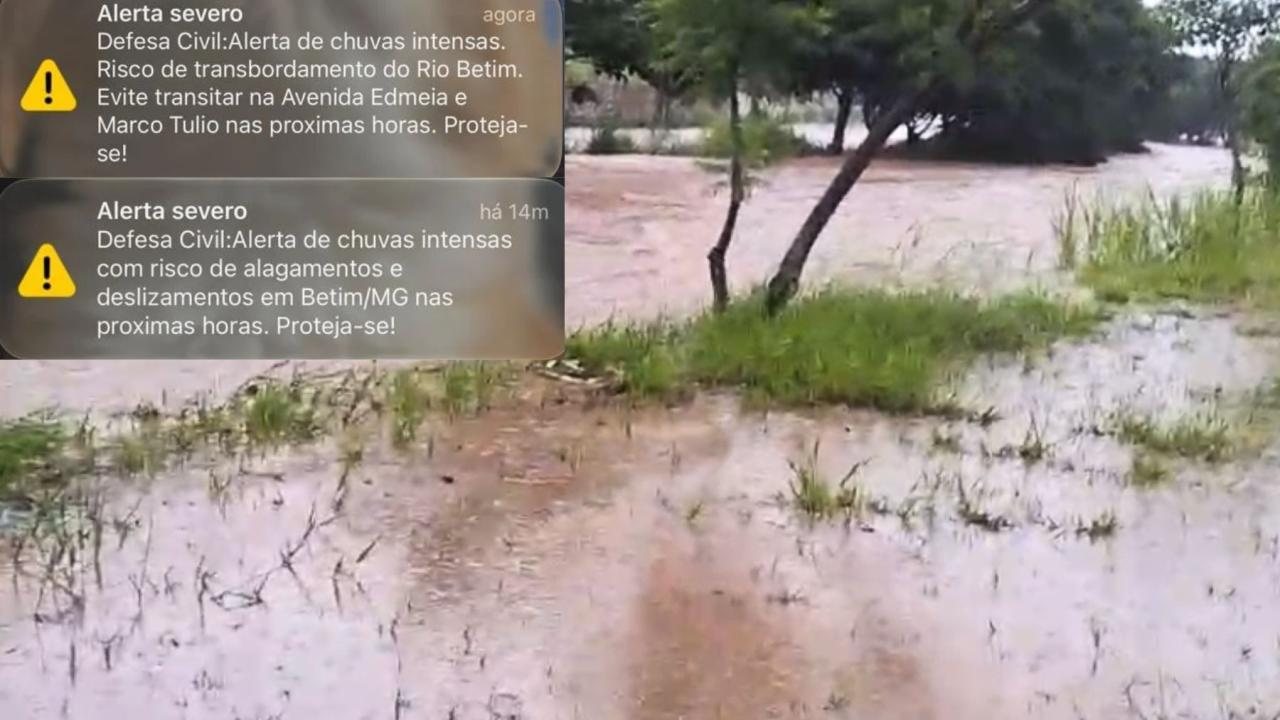 Alerta severo agora
Defesa Civil:Alerta de chuvas intensas.
Risco de transbordamento do Rio Betim.
Evite transitar na Avenida Edmeia e
Marco Tulio nas proximas horas. Proteja-
se!
Alerta severo há 14m
Defesa Civil:Alerta de chuvas intensas
com risco de alagamentos e
deslizamentos em Betim/MG nas
proximas horas. Proteja-se!